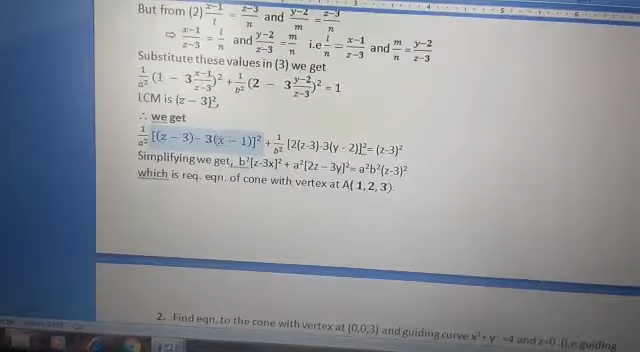 But from (2) x−1/l = z−3/n and y−2/m = z−3/n
⇒ x−1/z−3 = l/n and y−2/z−3 = m/n i.e l/n = x−1/z−3 and m/n = y−2/z−3
Substitute these values in (3) we get
1/a² (1 − 3 x−1/z−3)² + 1/b² (2 − 3 y−2/z−3)² = 1
LCM is (z − 3)²,
∴ we get
1/a² [(z − 3) − 3(x − 1)]² + 1/b² [2(z-3)-3(y - 2)]² = (z-3)²
Simplifying we get, b²[z-3x]² + a²[2z – 3y]² = a²b²(z-3)²
which is req. eqn. of cone with vertex at A( 1, 2, 3).
2. Find eqn. to the cone with vertex at (0,0,3) and guiding curve x² + y² =4 and z=0 (i.e guiding